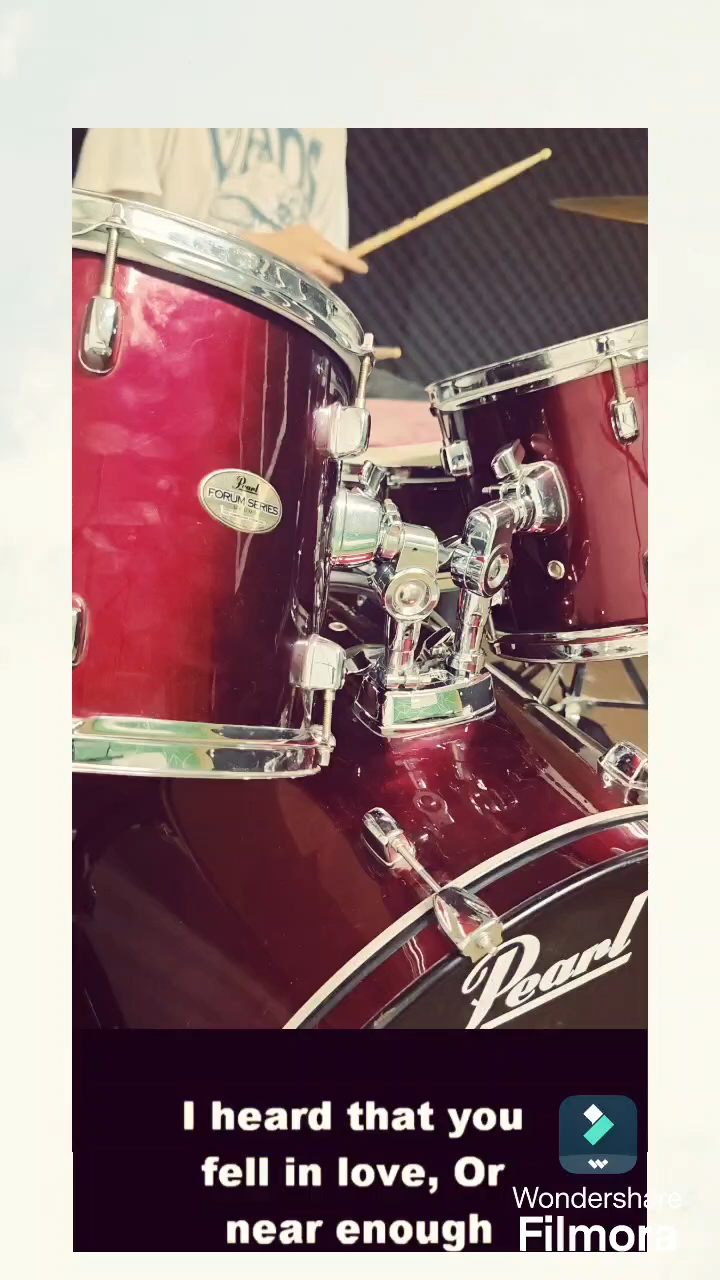 Pearl
FORUM SERIES
Pearl
I heard that you
fell in love, Or
near enough
Wondershare
Filmora